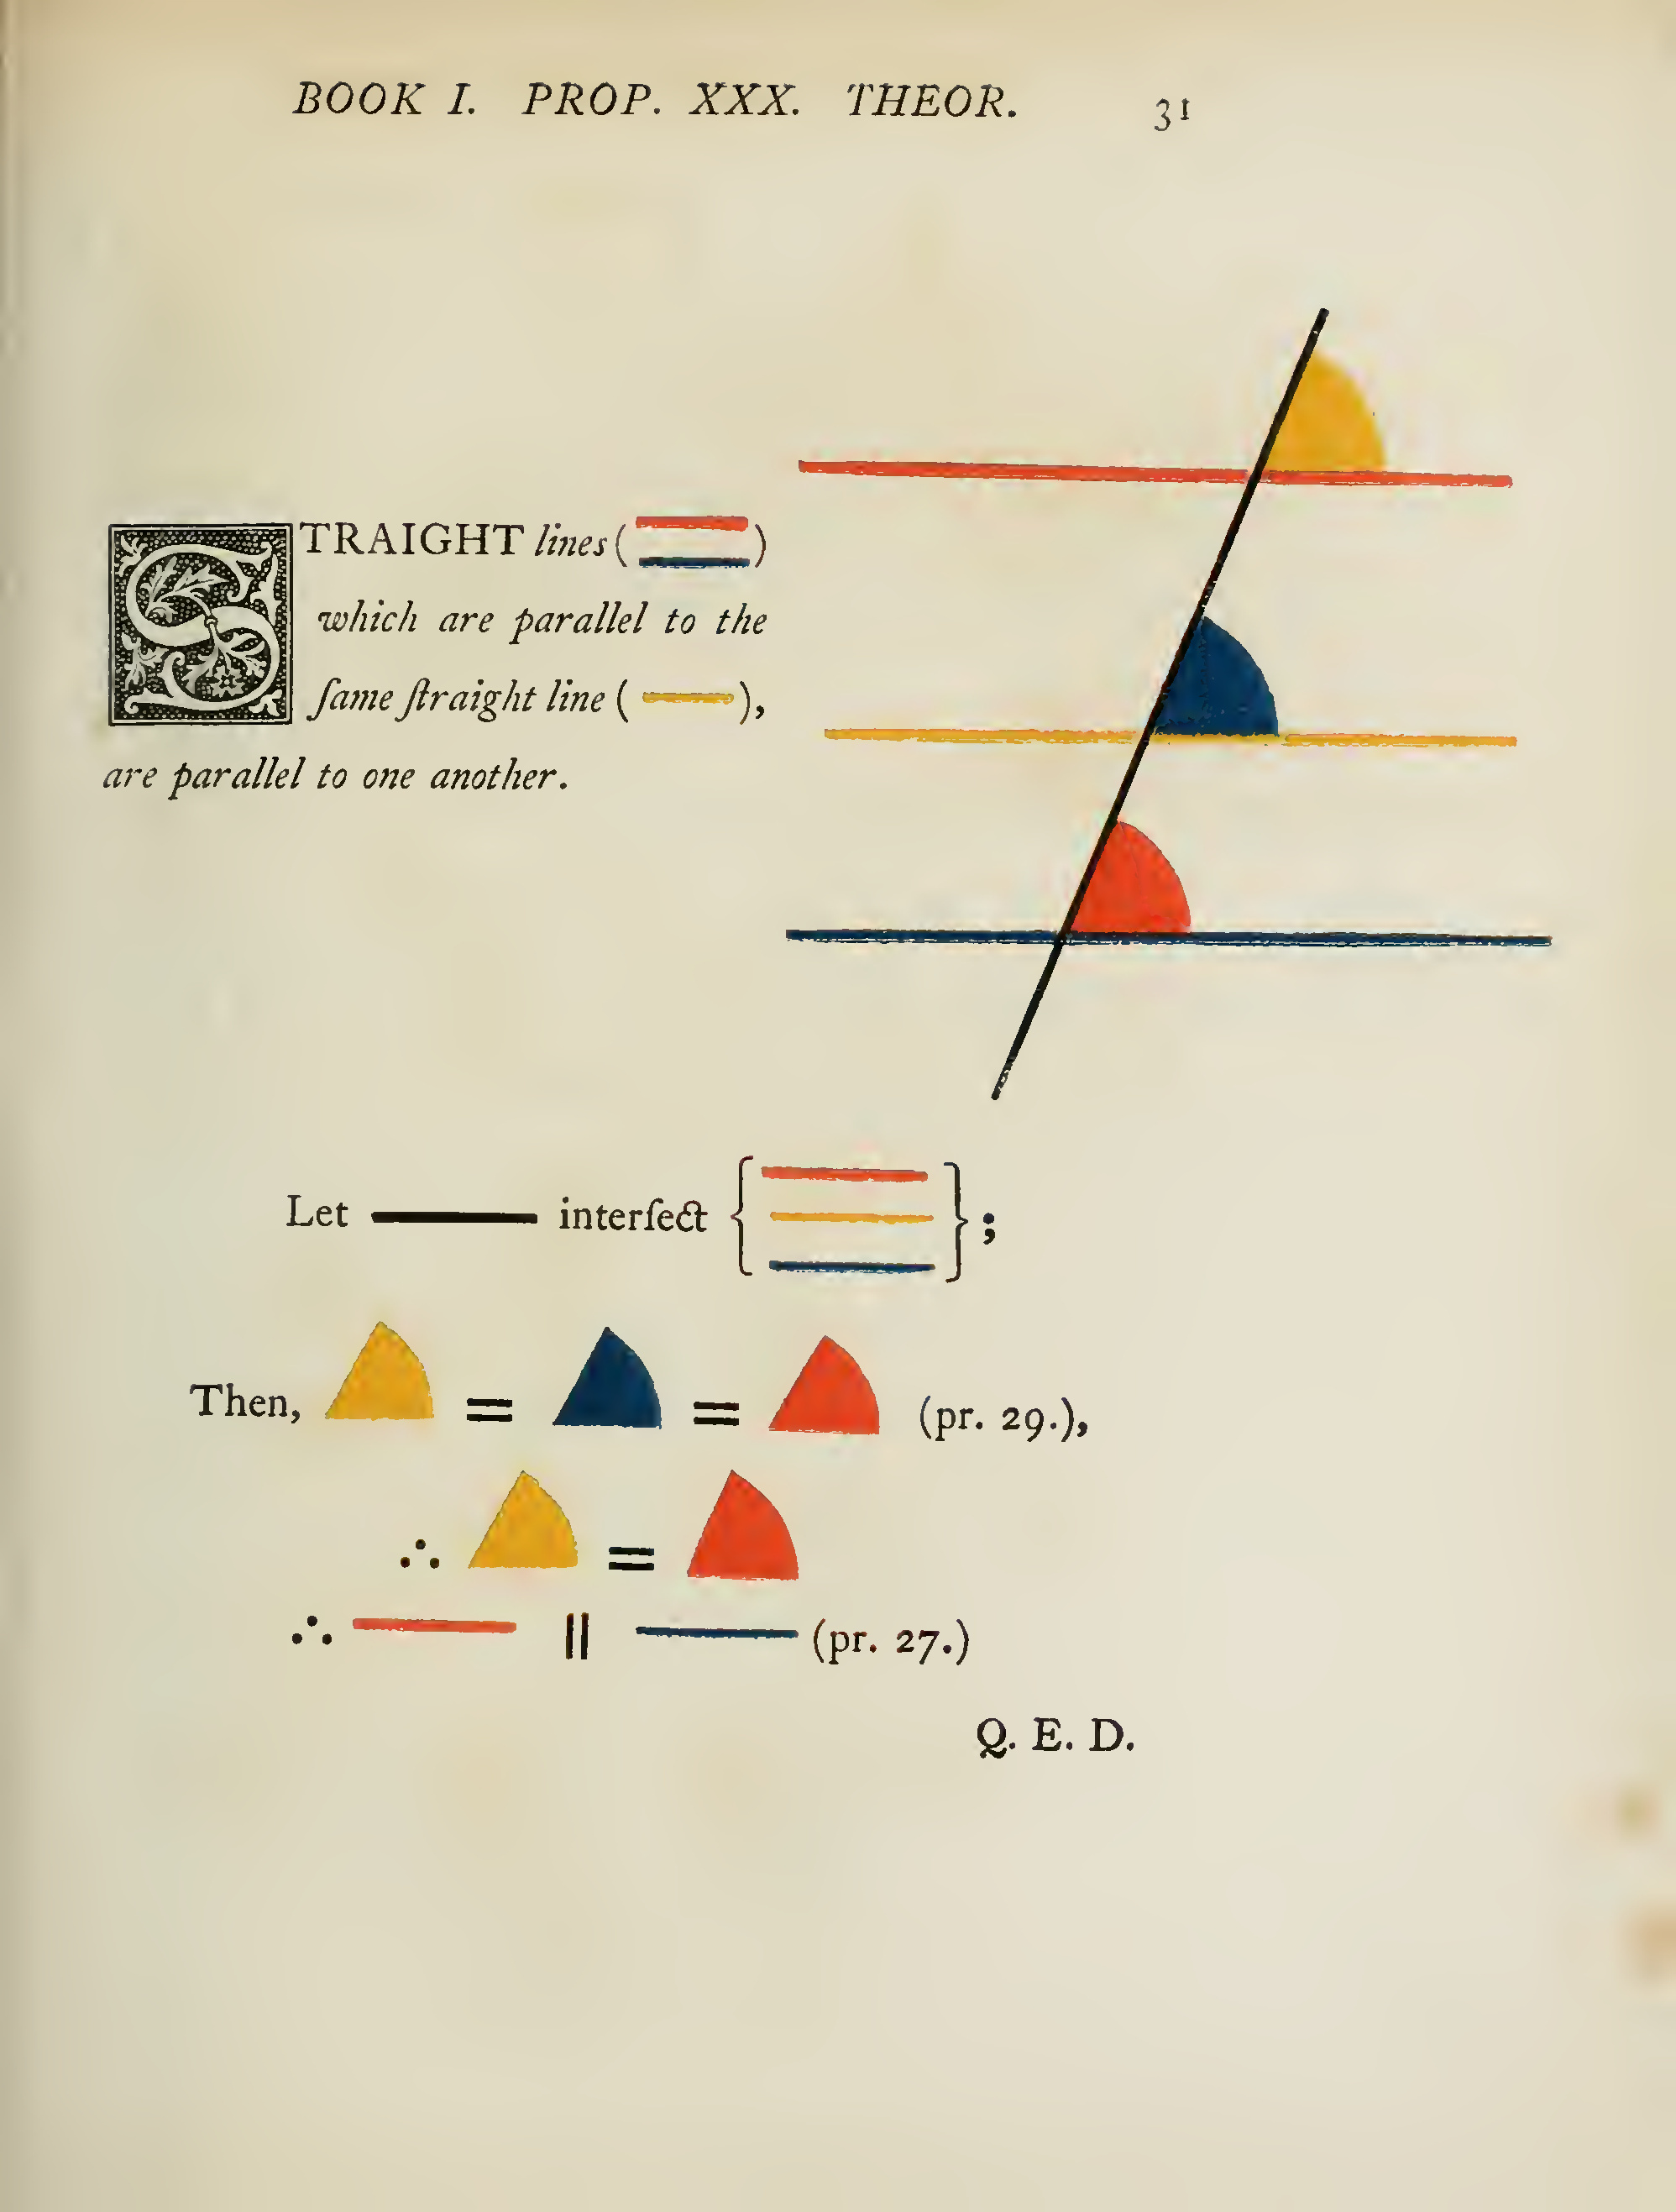 BOOK I. PROP. XXX. THEOR. 31
STRAIGHT lines ( )
which are parallel to the
ſame ſtraight line ( ),
are parallel to one another.
Let interſect { } ;
Then, = = (pr. 29.),
∴ =
∴ || (pr. 27.)
Q. E. D.